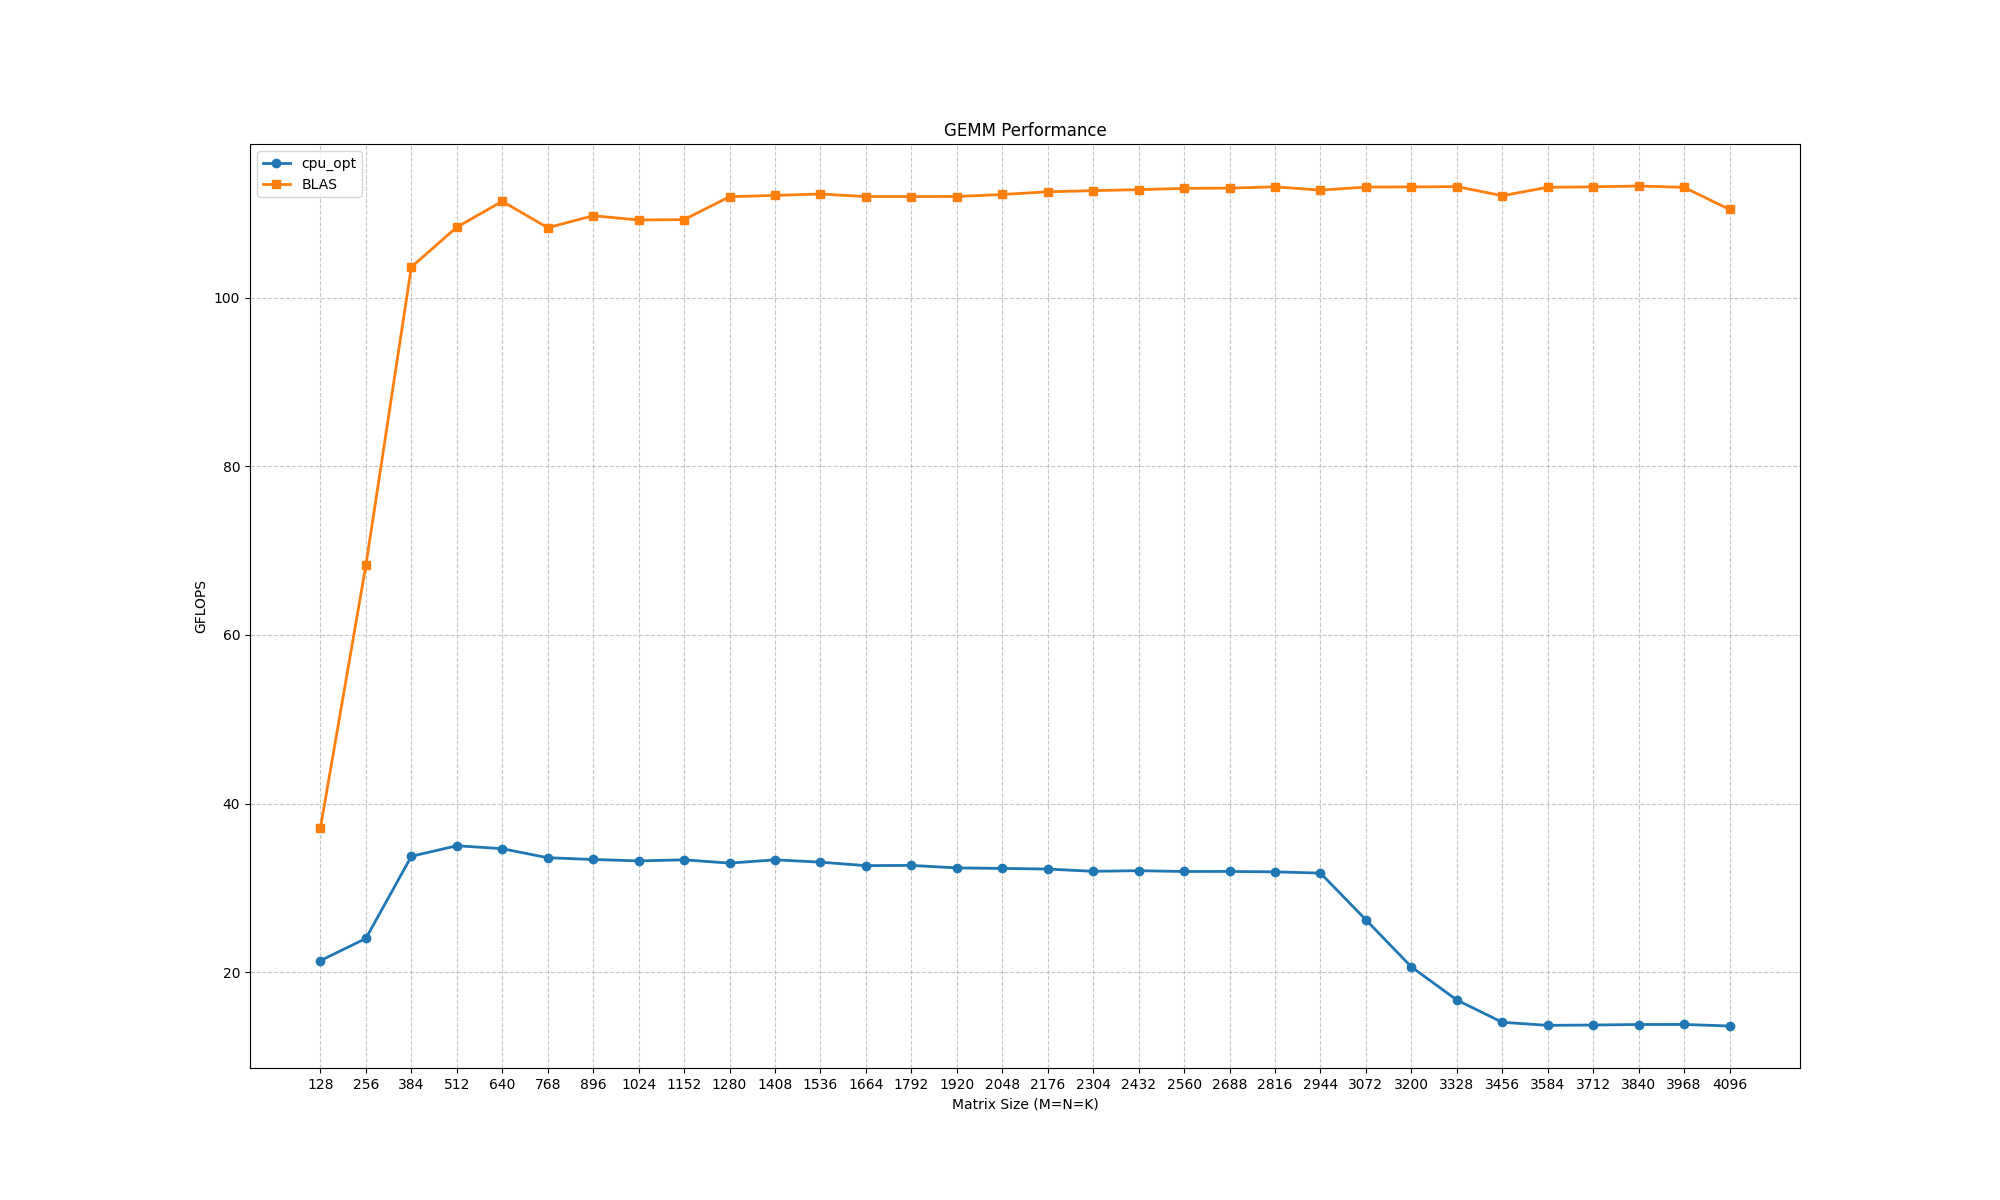 GEMM Performance
cpu_opt
BLAS
100
80
60
40
20
GFLOPS
128 256 384 512 640 768 896 1024 1152 1280 1408 1536 1664 1792 1920 2048 2176 2304 2432 2560 2688 2816 2944 3072 3200 3328 3456 3584 3712 3840 3968 4096
Matrix Size (M=N=K)